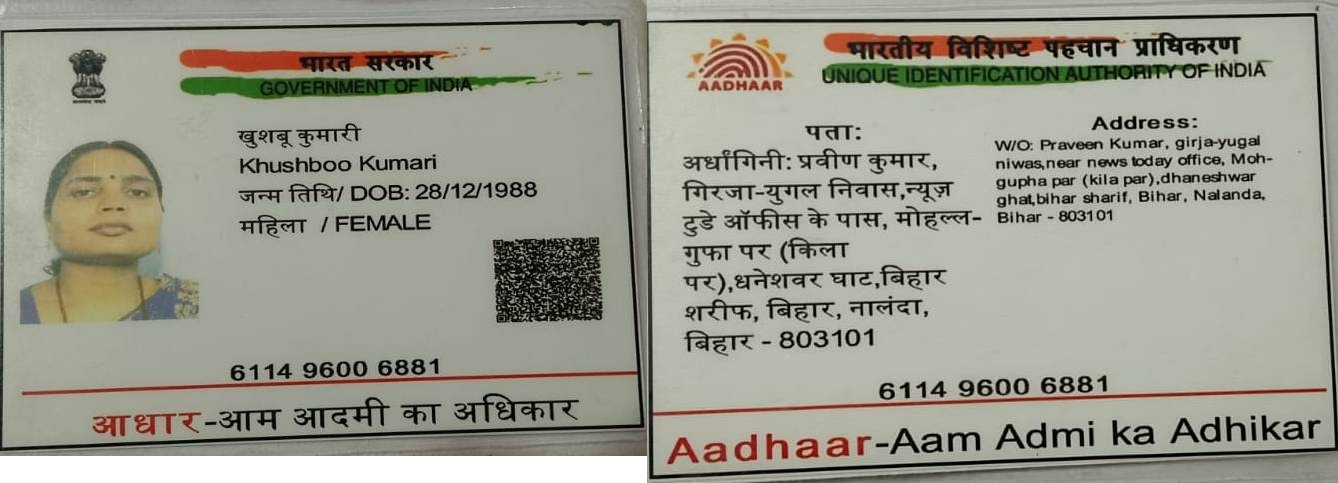 भारत सरकार
GOVERNMENT OF INDIA
खुशबू कुमारी
Khushboo Kumari
जन्म तिथि/ DOB: 28/12/1988
महिला / FEMALE
6114 9600 6881
आधार-आम आदमी का अधिकार
AADHAAR
भारतीय विशिष्ट पहचान प्राधिकरण
UNIQUE IDENTIFICATION AUTHORITY OF INDIA
पता:
अर्धांगिनी: प्रवीण कुमार,
गिरजा-युगल निवास,न्यूज़
टुडे ऑफीस के पास, मोहल्ल-
गुफा पर (किला
पर),धनेशवर घाट,बिहार
शरीफ, बिहार, नालंदा,
बिहार - 803101
Address:
W/O: Praveen Kumar, girja-yugal
niwas,near news today office, Moh-
gupha par (kila par),dhaneshwar
ghat,bihar sharif, Bihar, Nalanda,
Bihar - 803101
6114 9600 6881
Aadhaar-Aam Admi ka Adhikar